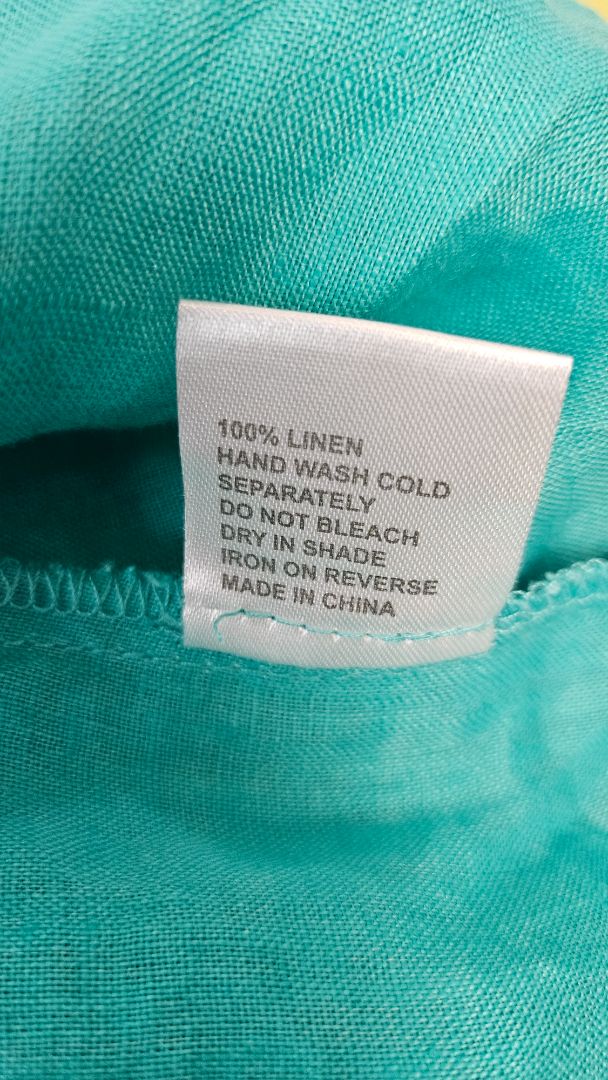 100% LINEN
HAND WASH COLD
SEPARATELY
DO NOT BLEACH
DRY IN SHADE
IRON ON REVERSE
MADE IN CHINA